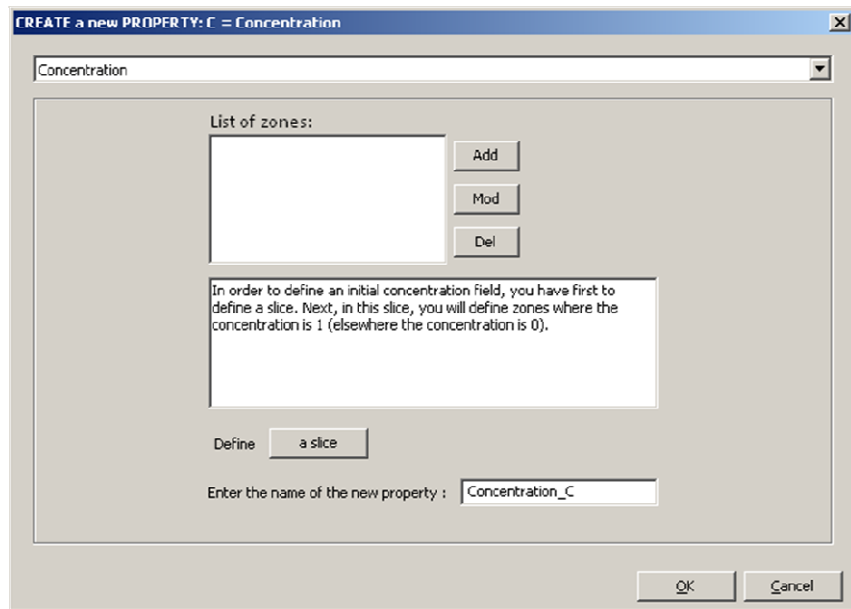 CREATE a new PROPERTY: C = Concentration
Concentration
List of zones:
Add
Mod
Del
In order to define an initial concentration field, you have first to
define a slice. Next, in this slice, you will define zones where the
concentration is 1 (elsewhere the concentration is 0).
Define a slice
Enter the name of the new property : Concentration_C
OK Cancel